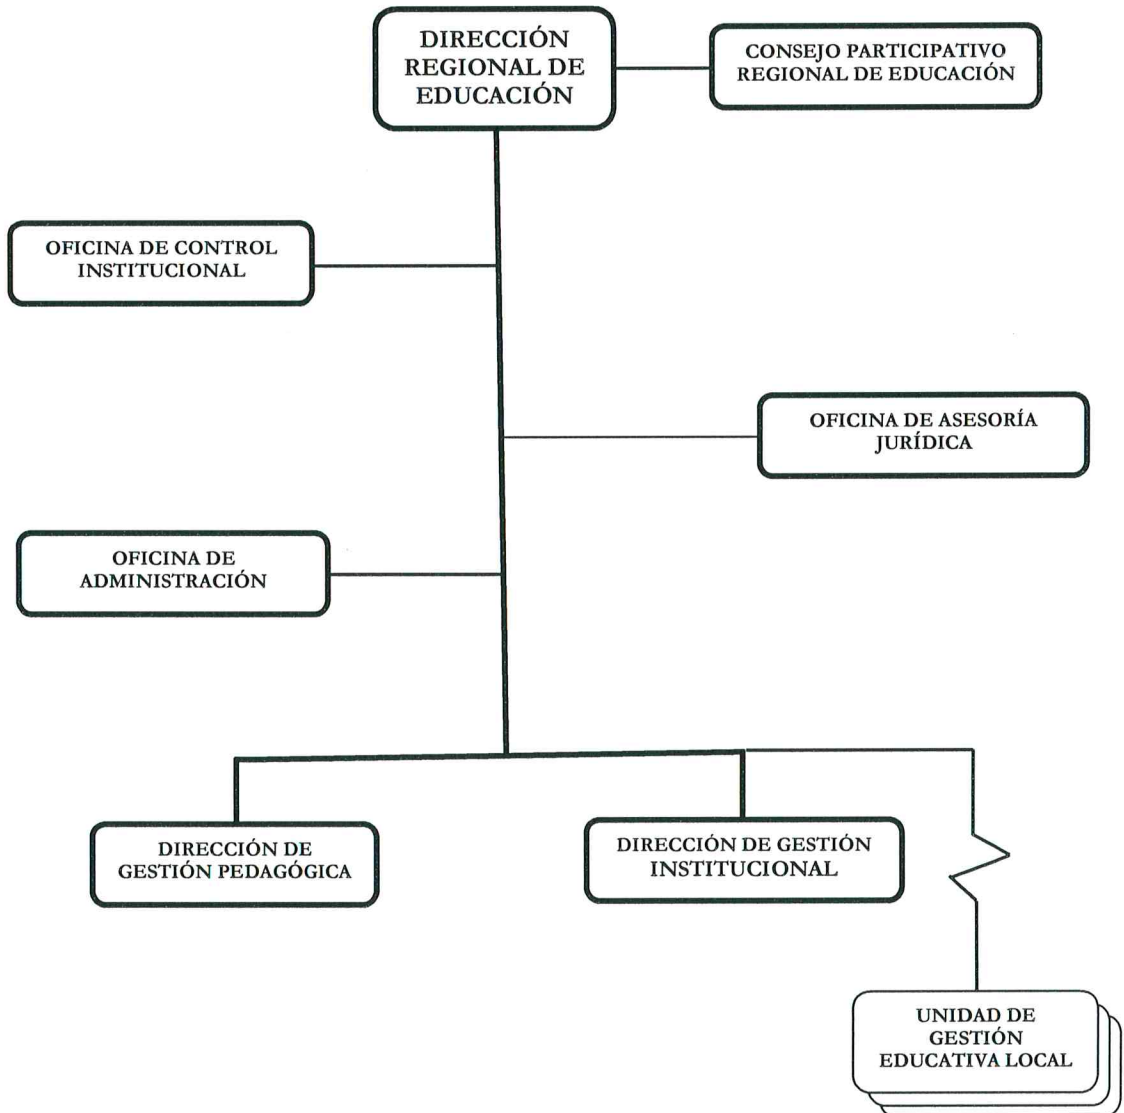 DIRECCIÓN
REGIONAL DE
EDUCACIÓN
CONSEJO PARTICIPATIVO
REGIONAL DE EDUCACIÓN
OFICINA DE CONTROL
INSTITUCIONAL
OFICINA DE ASESORÍA
JURÍDICA
OFICINA DE
ADMINISTRACIÓN
DIRECCIÓN DE
GESTIÓN PEDAGÓGICA
DIRECCIÓN DE GESTIÓN
INSTITUCIONAL
UNIDAD DE
GESTIÓN
EDUCATIVA LOCAL